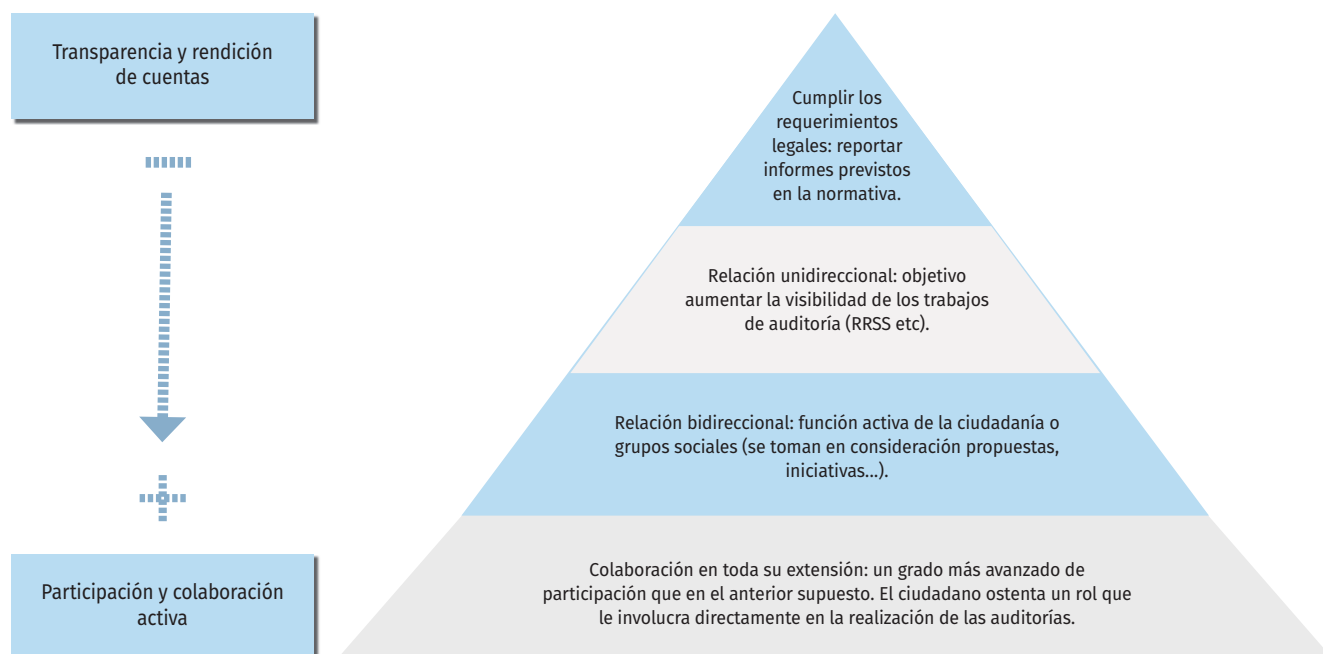 Transparencia y rendición
de cuentas
Participación y colaboración
activa
Cumplir los
requerimientos
legales: reportar
informes previstos
en la normativa.
Relación unidireccional: objetivo
aumentar la visibilidad de los trabajos
de auditoría (RRSS etc).
Relación bidireccional: función activa de la ciudadanía o
grupos sociales (se toman en consideración propuestas,
iniciativas...).
Colaboración en toda su extensión: un grado más avanzado de
participación que en el anterior supuesto. El ciudadano ostenta un rol que
le involucra directamente en la realización de las auditorías.